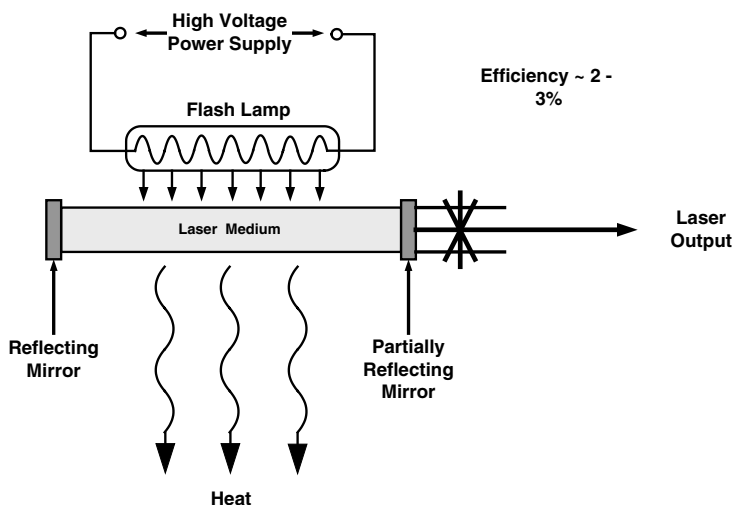 High Voltage
Power Supply
Efficiency ~ 2 -
3%
Flash Lamp
Laser Medium
Laser
Output
Reflecting
Mirror
Partially
Reflecting
Mirror
Heat